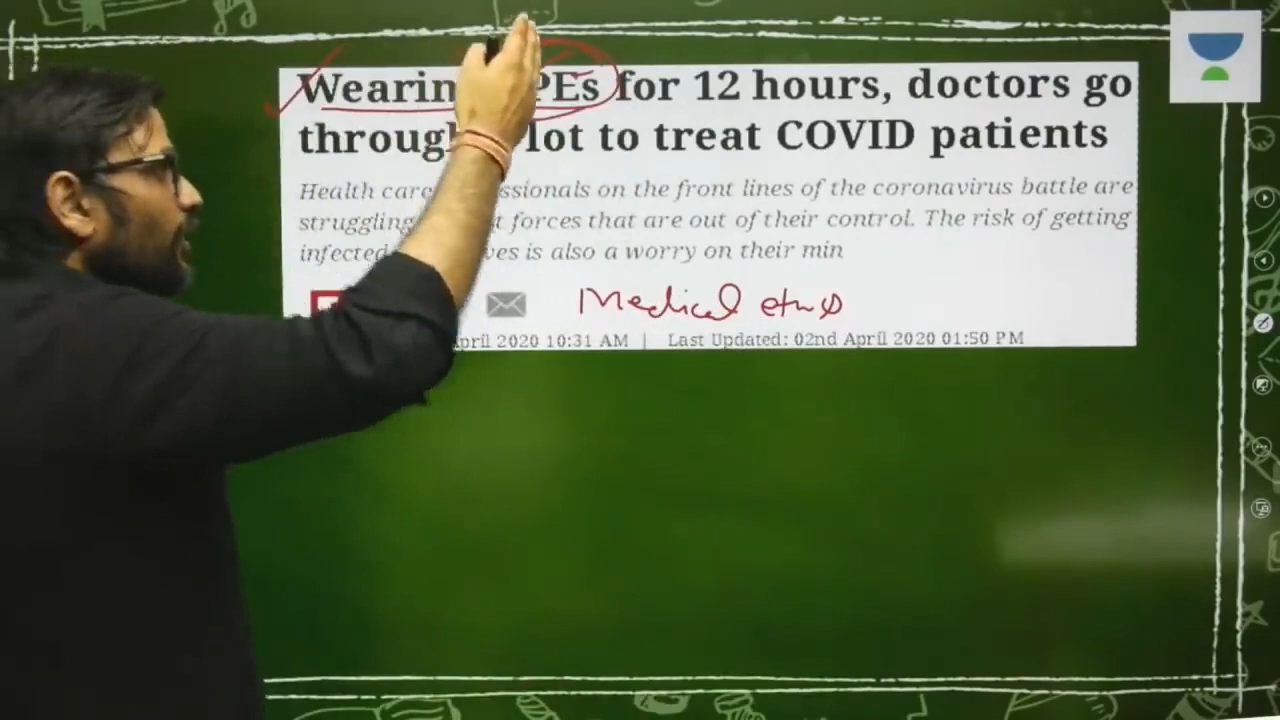 Wearin PEs for 12 hours, doctors go
throug lot to treat COVID patients
Health care ssionals on the front lines of the coronavirus battle are
struggling t forces that are out of their control. The risk of getting
infected ves is also a worry on their min
Medical
April 2020 10:31 AM | Last Updated: 02nd April 2020 01:50 PM